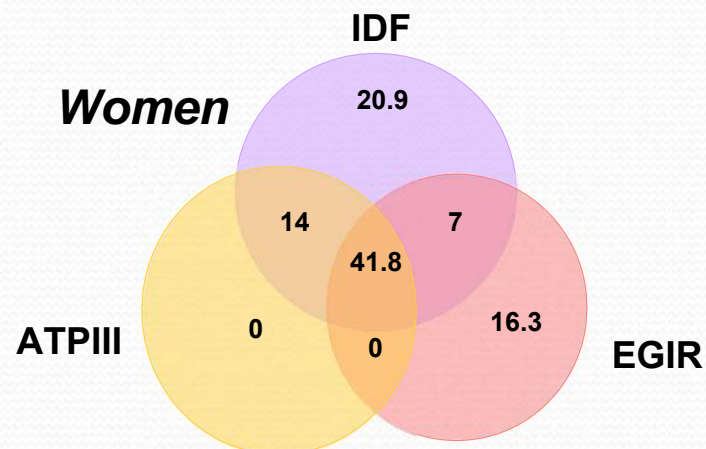 IDF
Women
20.9
14
7
41.8
ATPIII
0
0
16.3
EGIR